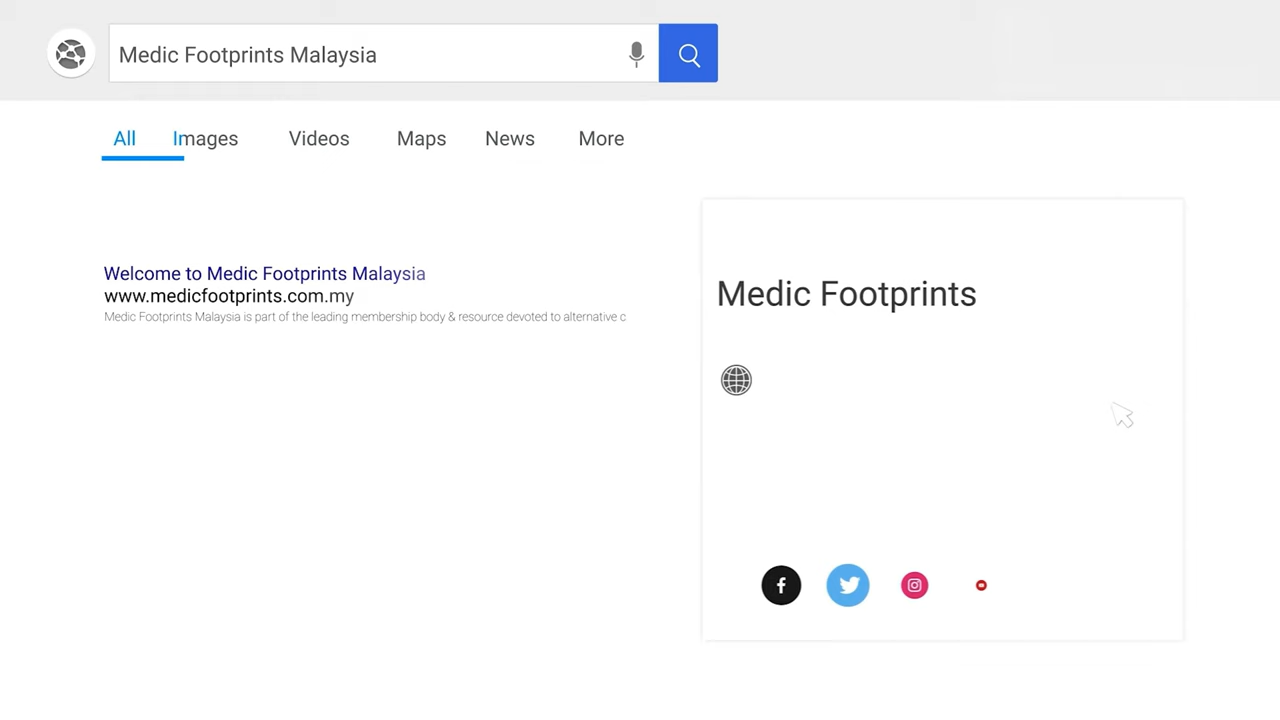 Medic Footprints Malaysia
All Images Videos Maps News More
Welcome to Medic Footprints Malaysia
www.medicfootprints.com.my
Medic Footprints Malaysia is part of the leading membership body & resource devoted to alternative c
Medic Footprints